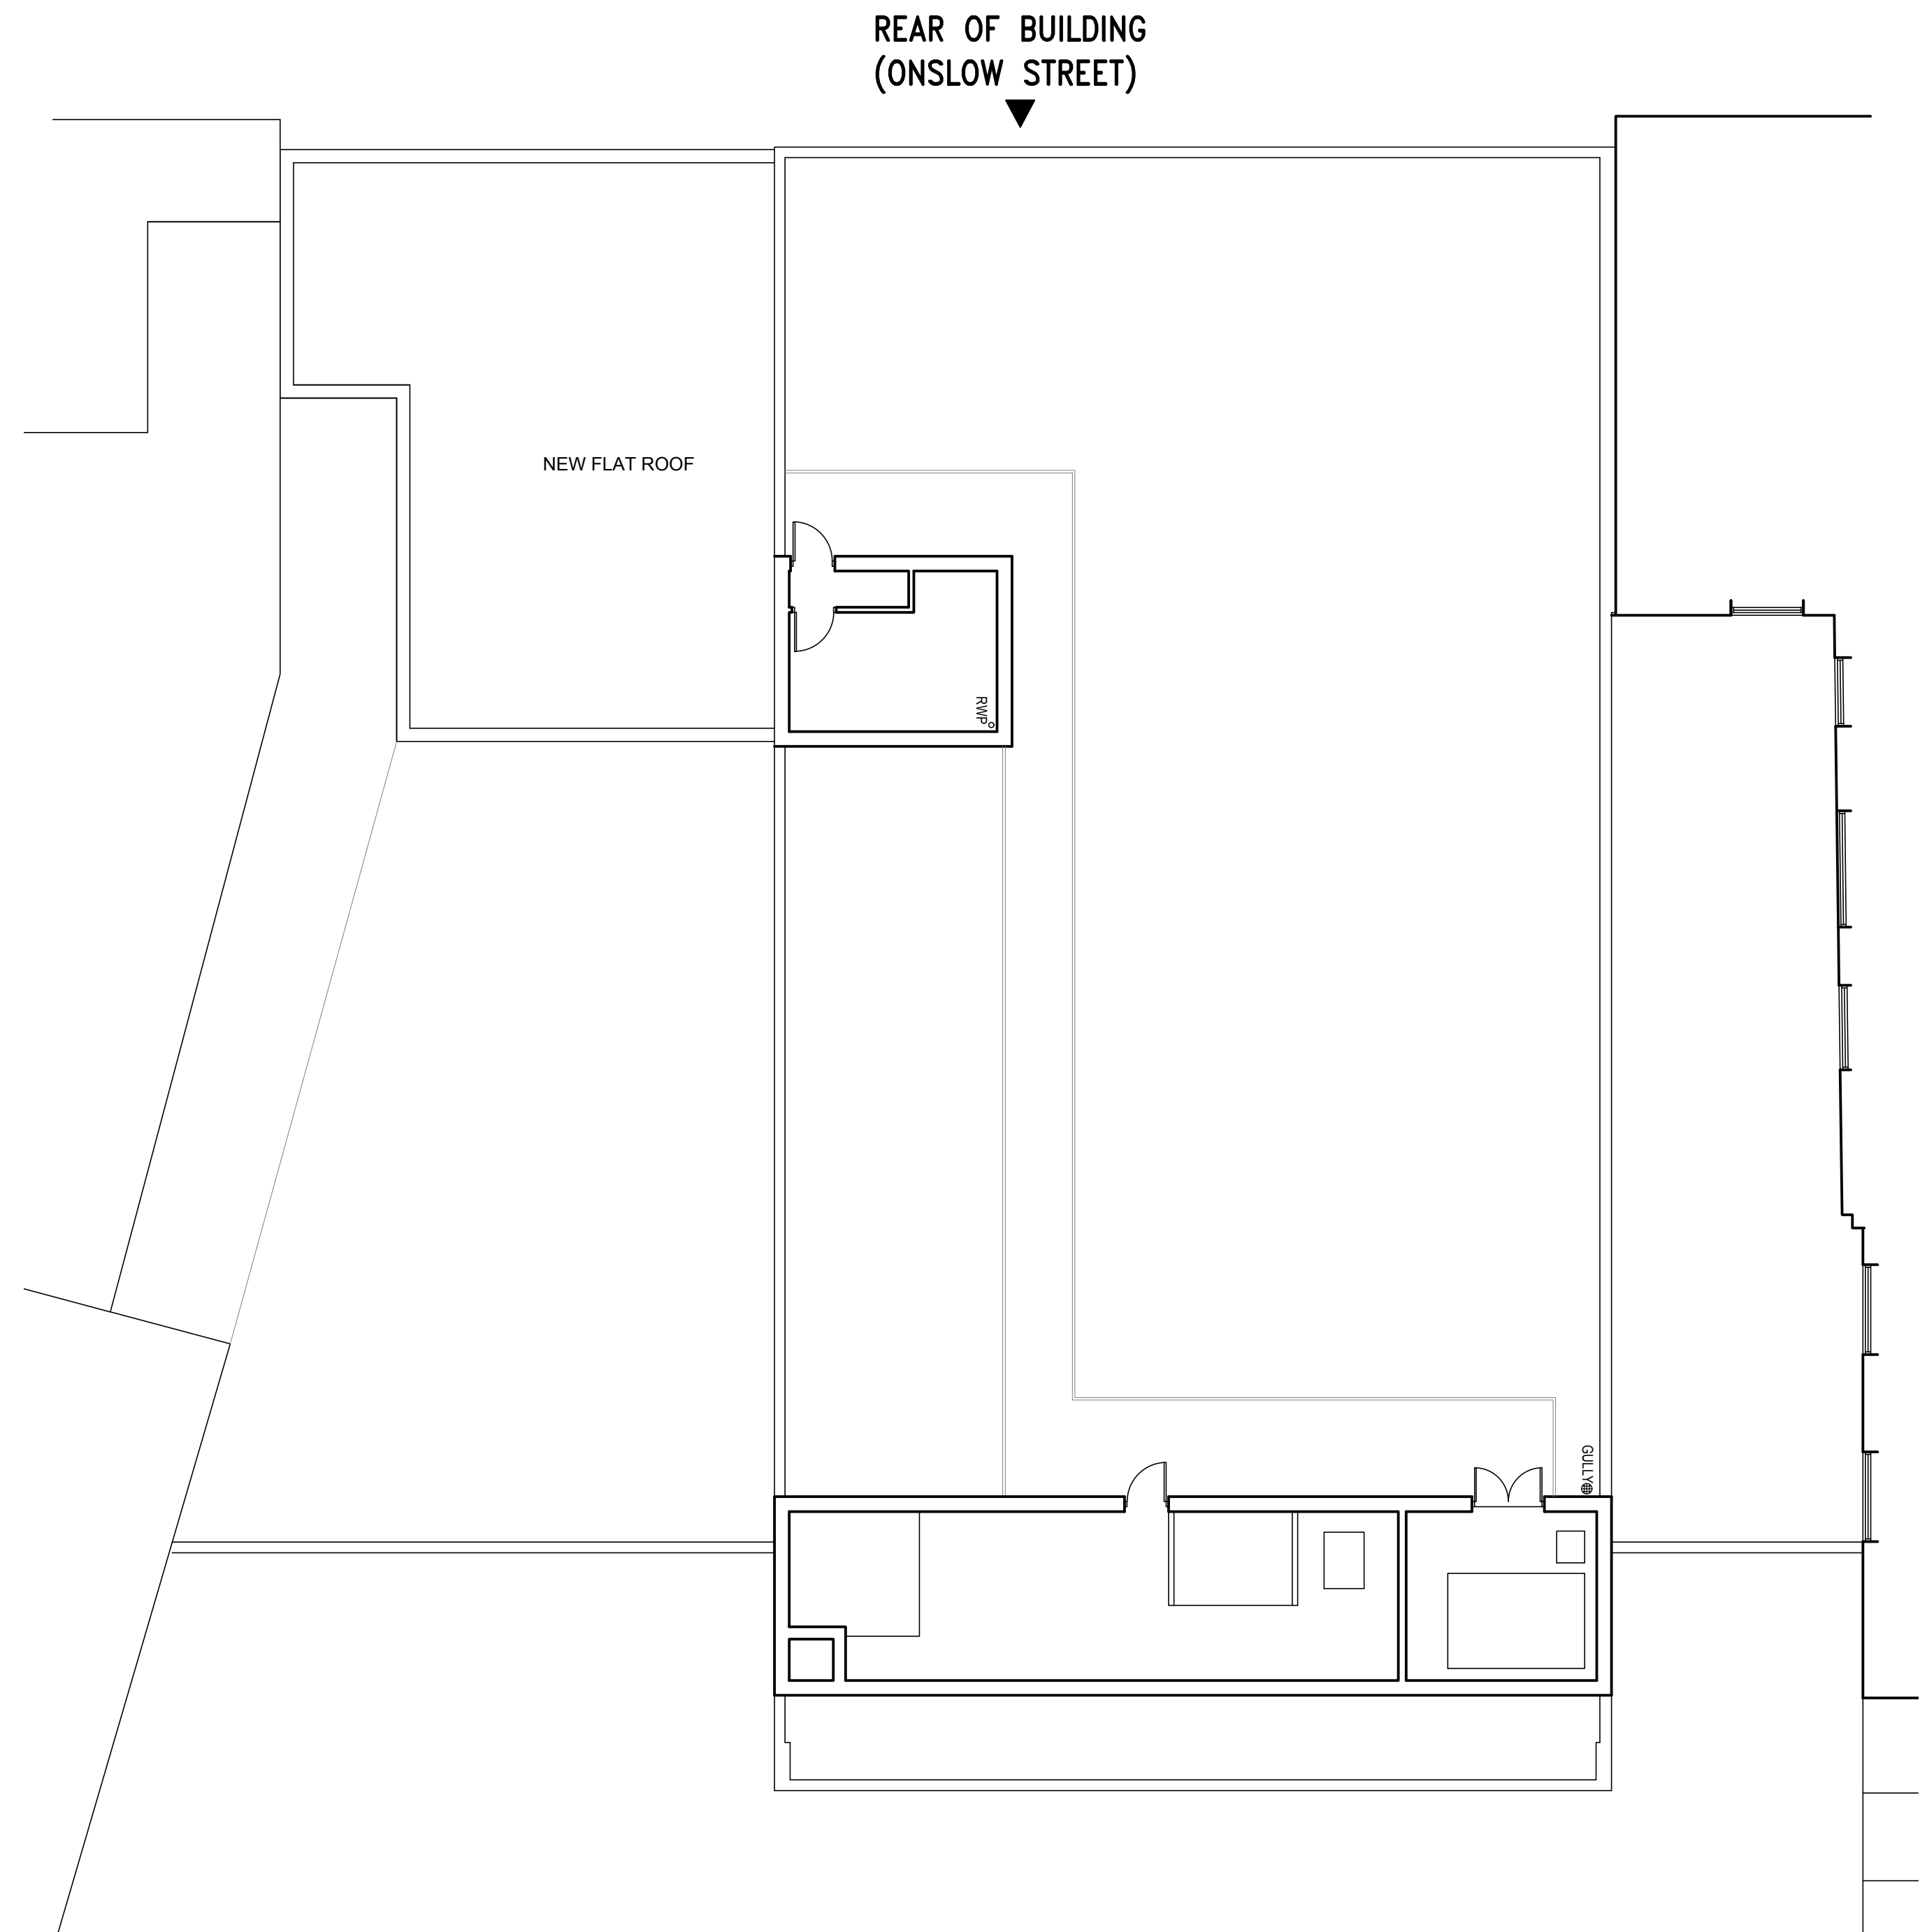 REAR OF BUILDING
(ONSLOW STREET)
NEW FLAT ROOF
RWP
GULLY